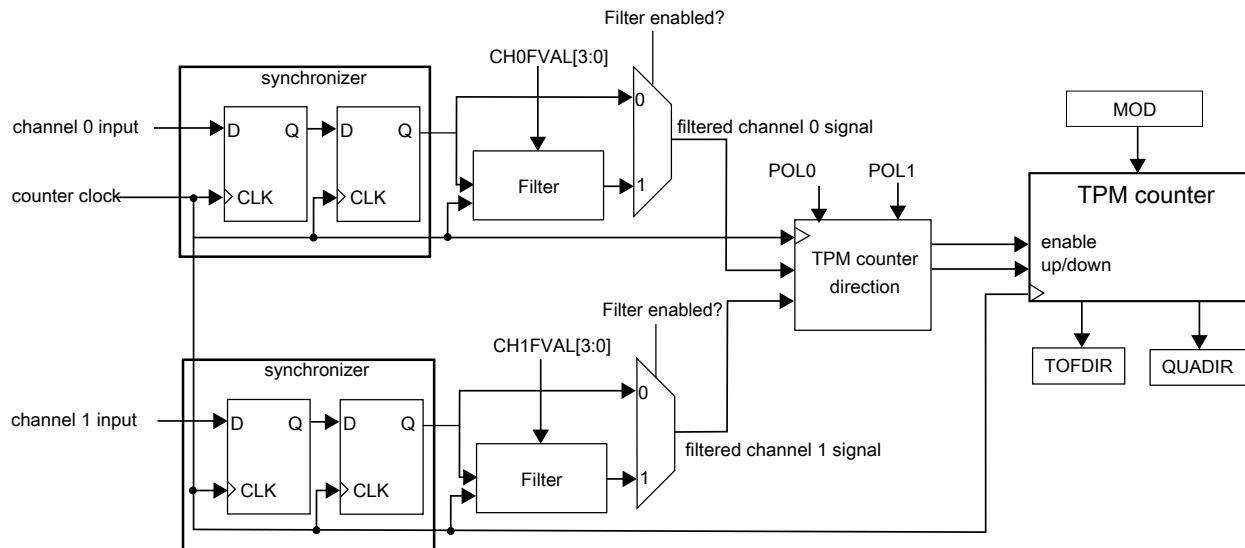 Filter enabled?
CH0FVAL[3:0]
synchronizer
0
channel 0 input
D
Q
D
Q
filtered channel 0 signal
MOD
POL0
POL1
counter clock
CLK
CLK
Filter
1
TPM counter
enable
up/down
TPM counter
direction
Filter enabled?
CH1FVAL[3:0]
synchronizer
TOFDIR
QUADIR
0
channel 1 input
D
Q
D
Q
filtered channel 1 signal
CLK
CLK
Filter
1